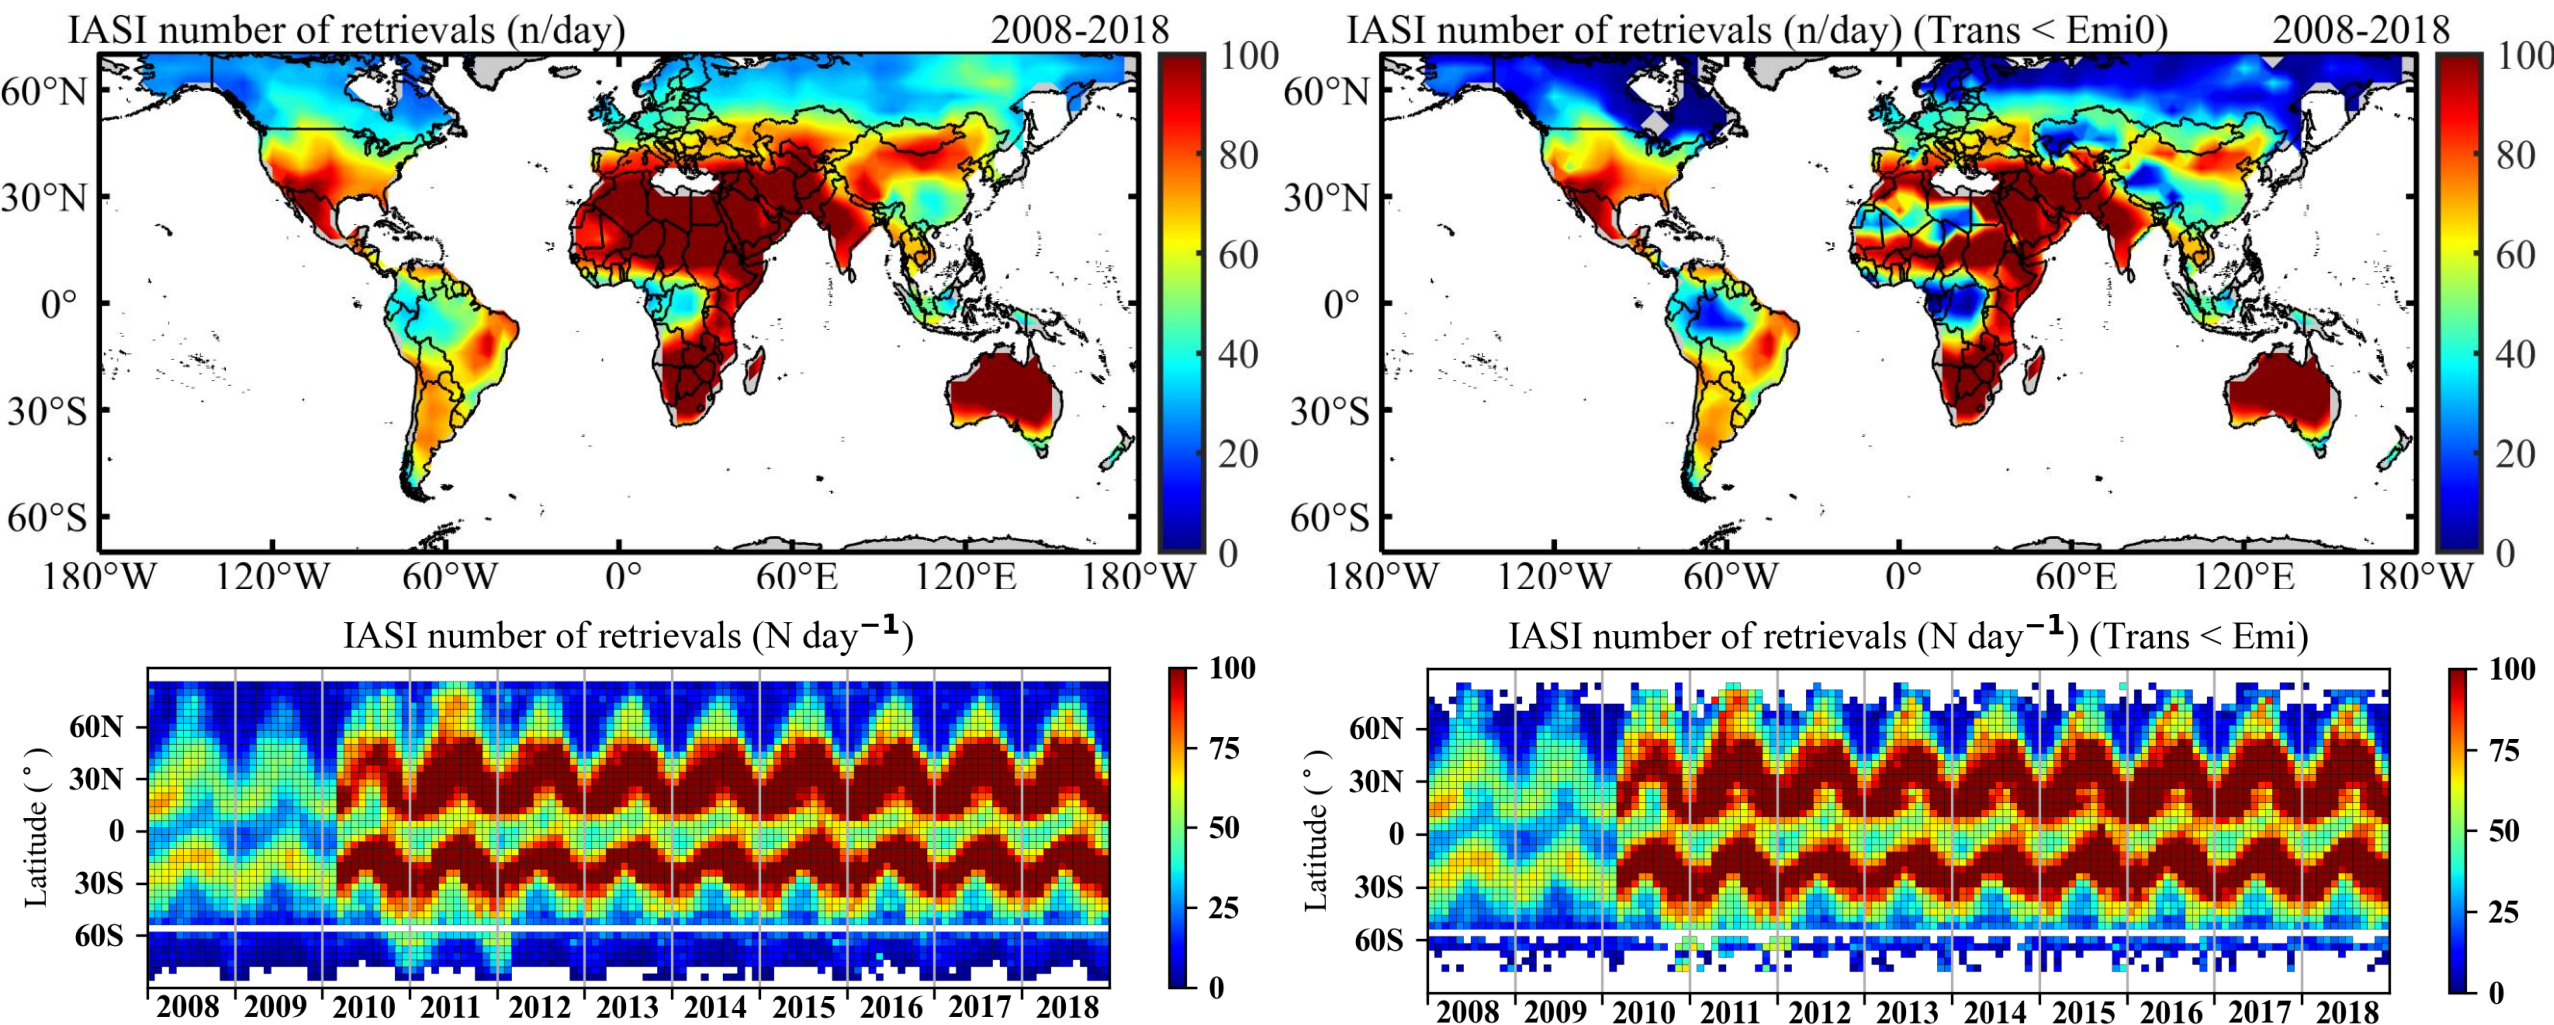 IASI number of retrievals (n/day) 2008-2018
100
80
60
40
20
0
60°N
30°N
0°
30°S
60°S
180°W 120°W 60°W 0° 60°E 120°E 180°W
IASI number of retrievals (n/day) (Trans < Emi0) 2008-2018
100
80
60
40
20
0
60°N
30°N
0°
30°S
60°S
180°W 120°W 60°W 0° 60°E 120°E 180°W
IASI number of retrievals (N day⁻¹)
Latitude (°)
60N
30N
0
30S
60S
2008 2009 2010 2011 2012 2013 2014 2015 2016 2017 2018
100
75
50
25
0
IASI number of retrievals (N day⁻¹) (Trans < Emi)
Latitude (°)
60N
30N
0
30S
60S
2008 2009 2010 2011 2012 2013 2014 2015 2016 2017 2018
100
75
50
25
0